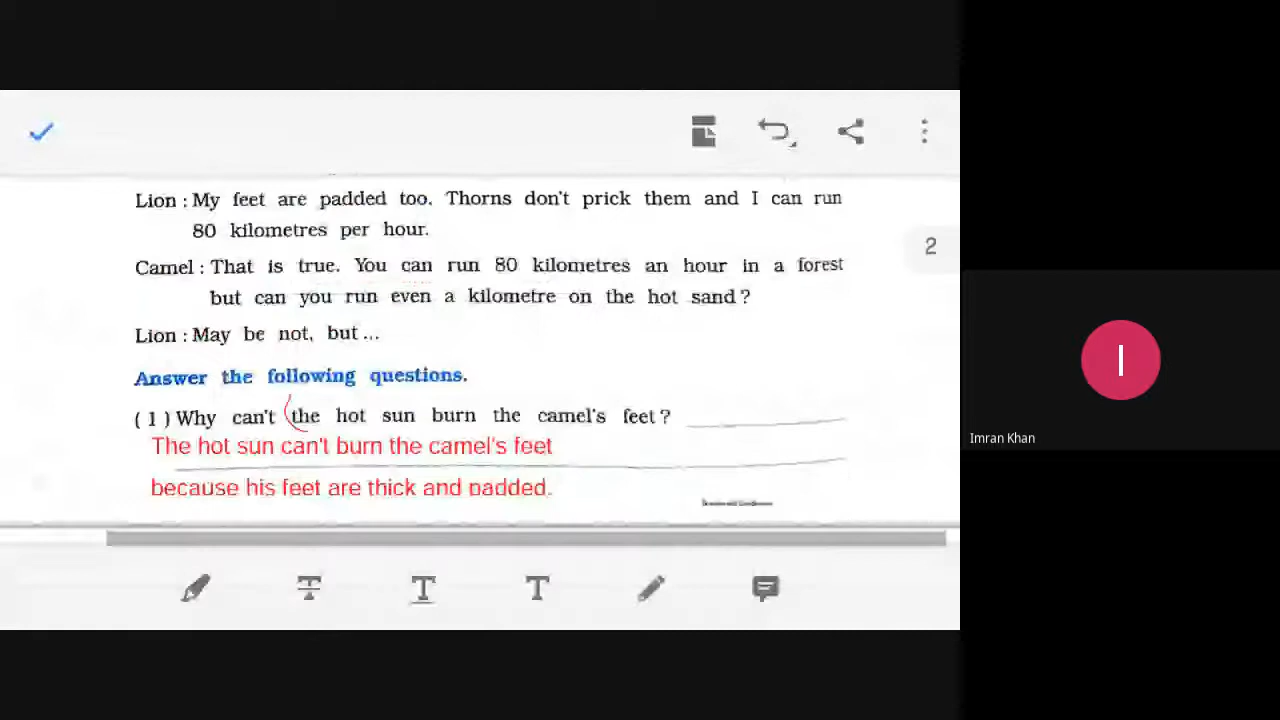 Lion : My feet are padded too. Thorns don't prick them and I can run
80 kilometres per hour.
Camel : That is true. You can run 80 kilometres an hour in a forest
but can you run even a kilometre on the hot sand ?
Lion : May be not, but ...
Answer the following questions.
( 1 ) Why can't the hot sun burn the camel's feet ?
The hot sun can't burn the camel's feet
because his feet are thick and padded.
2
I
Imran Khan
T
T
T